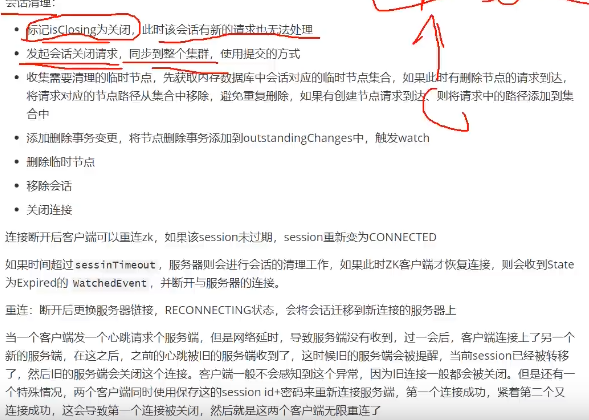 会话清理：
标记isClosing为关闭，此时该会话有新的请求也无法处理
发起会话关闭请求，同步到整个集群，使用提交的方式
收集需要清理的临时节点，先获取内存数据库中会话对应的临时节点集合，如果此时有删除节点的请求到达，
将请求对应的节点路径从集合中移除，避免重复删除，如果有创建节点请求到达、则将请求中的路径添加到集
合中
添加删除事务变更，将节点删除事务添加到outstandingChanges中，触发watch
删除临时节点
移除会话
关闭连接
连接断开后客户端可以重连zk，如果该session未过期，session重新变为CONNECTED
如果时间超过sessinTimeout，服务器则会进行会话的清理工作，如果此时ZK客户端才恢复连接，则会收到State
为Expired的 WatchedEvent，并断开与服务器的连接。
重连：断开后更换服务器链接，RECONNECTING状态，会将会话迁移到新连接的服务器上
当一个客户端发一个心跳请求个服务端，但是网络延时，导致服务端没有收到，过一会后，客户端连接上了另一个
新的服务端，在这之后，之前的心跳被旧的服务端收到了，这时候旧的服务端会被提醒，当前session已经被转移
了，然后旧的服务端会关闭这个连接。客户端一般不会感知到这个异常，因为旧连接一般都会被关闭。但是还有一
个特殊情况，两个客户端同时使用保存这的session id+密码来重新连接服务端，第一个连接成功，紧着第二个又
连接成功，这会导致第一个连接被关闭，然后就是这两个客户端无限重连了